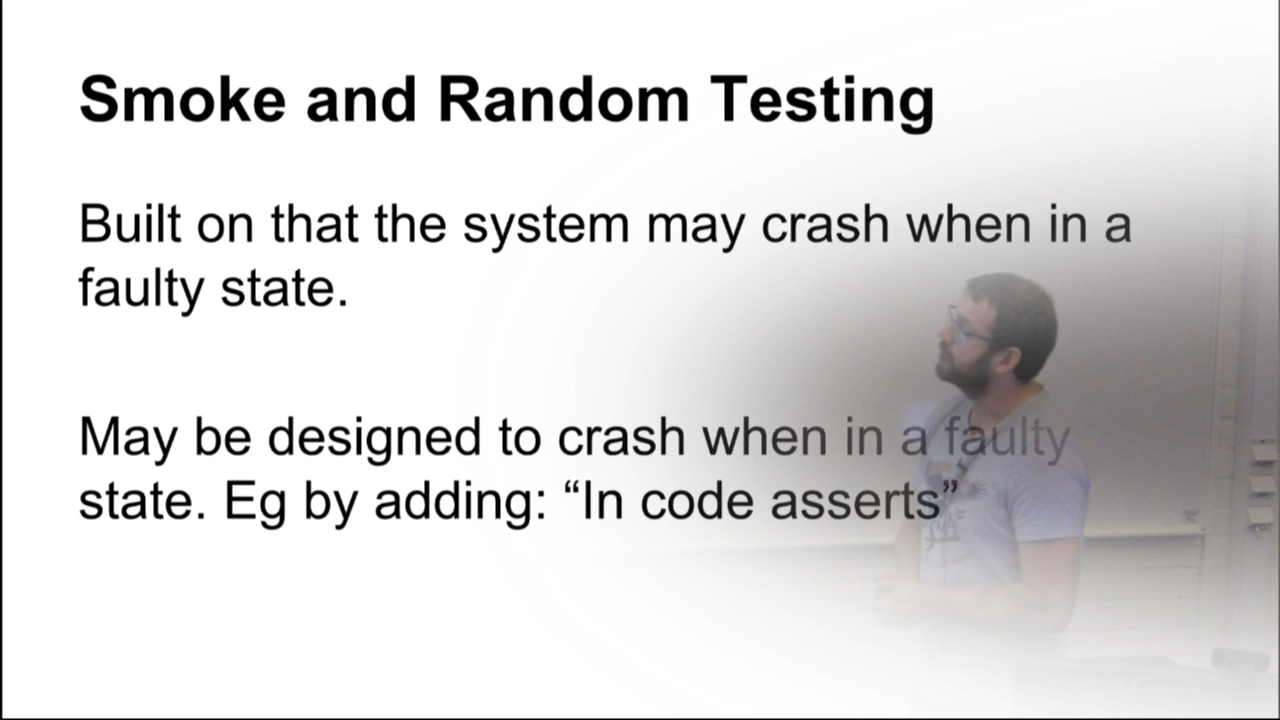 Smoke and Random Testing
Built on that the system may crash when in a
faulty state.
May be designed to crash when in a faulty
state. Eg by adding: “In code asserts”